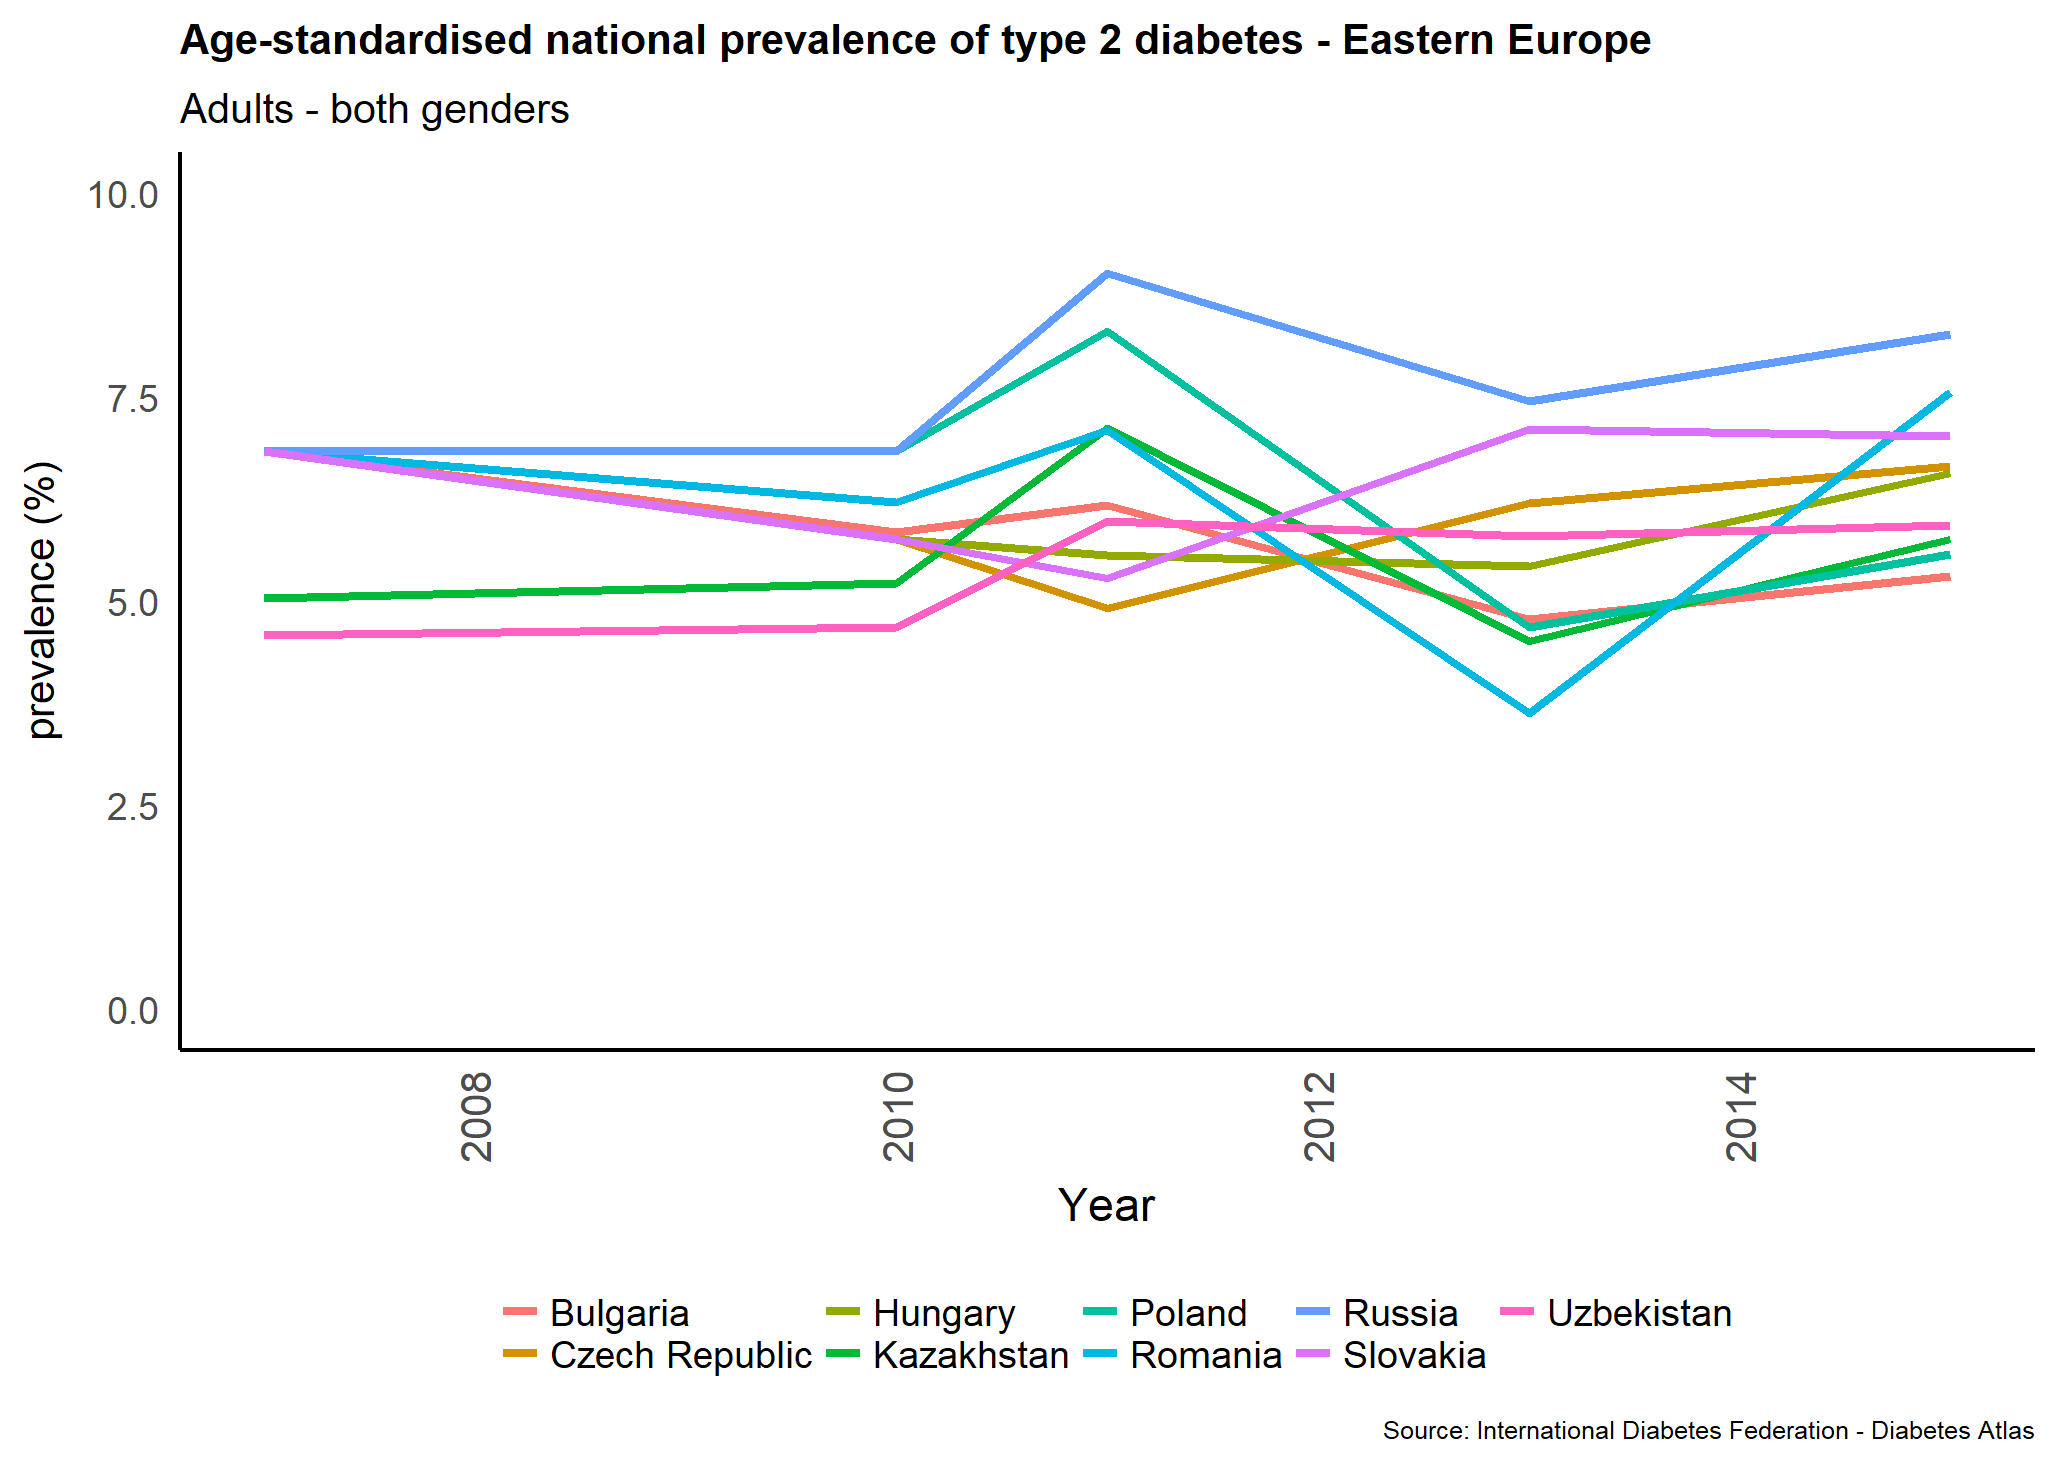 Age-standardised national prevalence of type 2 diabetes - Eastern Europe
Adults - both genders
prevalence (%)
10.0
7.5
5.0
2.5
0.0
2008
2010
2012
2014
Year
Bulgaria
Hungary
Poland
Russia
Uzbekistan
Czech Republic
Kazakhstan
Romania
Slovakia
Source: International Diabetes Federation - Diabetes Atlas